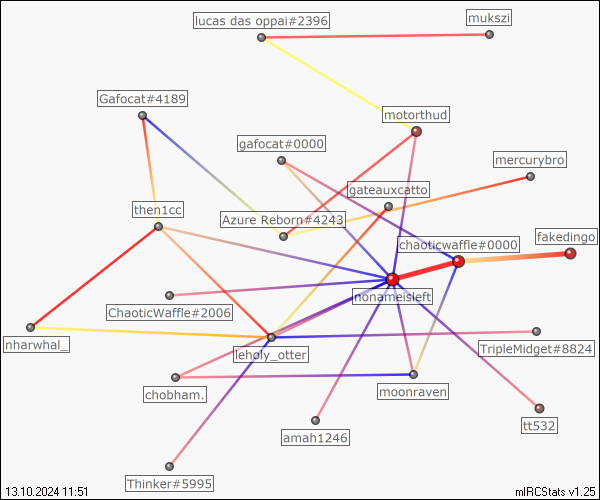 lucas das oppai#2396
mukszi
Gafocat#4189
motorthud
gafocat#0000
mercurybro
gateauxcatto
then1cc
Azure Reborn#4243
fakedingo
chaoticwaffle#0000
nonameisleft
ChaoticWaffle#2006
nharwhal_
leholy_otter
TripleMidget#8824
chobham.
moonraven
tt532
amah1246
Thinker#5995
13.10.2024 11:51
mIRCStats v1.25